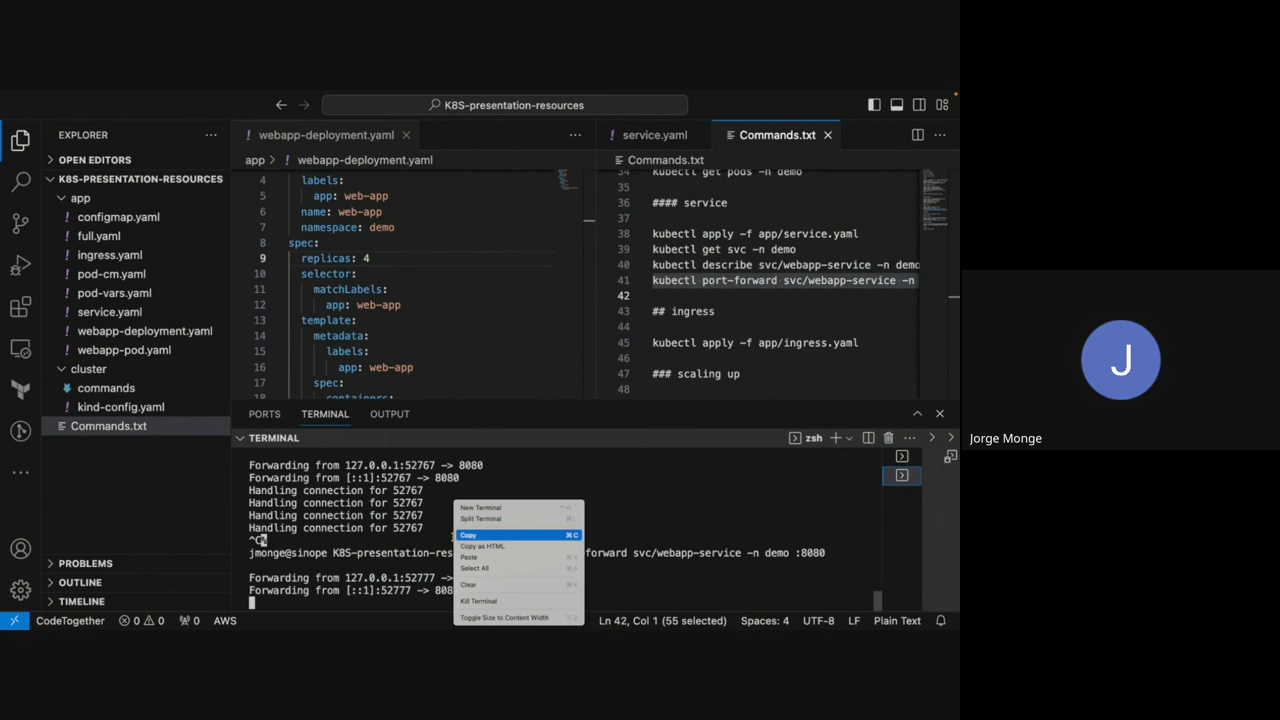 K8S-presentation-resources
EXPLORER
OPEN EDITORS
K8S-PRESENTATION-RESOURCES
app
configmap.yaml
full.yaml
ingress.yaml
pod-cm.yaml
pod-vars.yaml
service.yaml
webapp-deployment.yaml
webapp-pod.yaml
cluster
commands
kind-config.yaml
Commands.txt
PROBLEMS
OUTLINE
TIMELINE
webapp-deployment.yaml
app > webapp-deployment.yaml
4 labels:
5 app: web-app
6 name: web-app
7 namespace: demo
8 spec:
9 replicas: 4
10 selector:
11 matchLabels:
12 app: web-app
13 template:
14 metadata:
15 labels:
16 app: web-app
17 spec:
18 containers:
service.yaml
Commands.txt
Commands.txt
34 kubectl get pods -n demo
35
36 #### service
37
38 kubectl apply -f app/service.yaml
39 kubectl get svc -n demo
40 kubectl describe svc/webapp-service -n demo
41 kubectl port-forward svc/webapp-service -n
42
43 ## ingress
44
45 kubectl apply -f app/ingress.yaml
46
47 ### scaling up
48
PORTS TERMINAL OUTPUT
TERMINAL
zsh
Forwarding from 127.0.0.1:52767 -> 8080
Forwarding from [::1]:52767 -> 8080
Handling connection for 52767
Handling connection for 52767
Handling connection for 52767
Handling connection for 52767
^C%
jmonge@sinope K8S-presentation-res forward svc/webapp-service -n demo :8080
Forwarding from 127.0.0.1:52777 ->
Forwarding from [::1]:52777 -> 808
New Terminal
Split Terminal
Copy ⌘C
Copy as HTML
Paste
Select All
Clear
Kill Terminal
Toggle Size to Content Width
CodeTogether 0 0 0 AWS Ln 42, Col 1 (55 selected) Spaces: 4 UTF-8 LF Plain Text
J
Jorge Monge